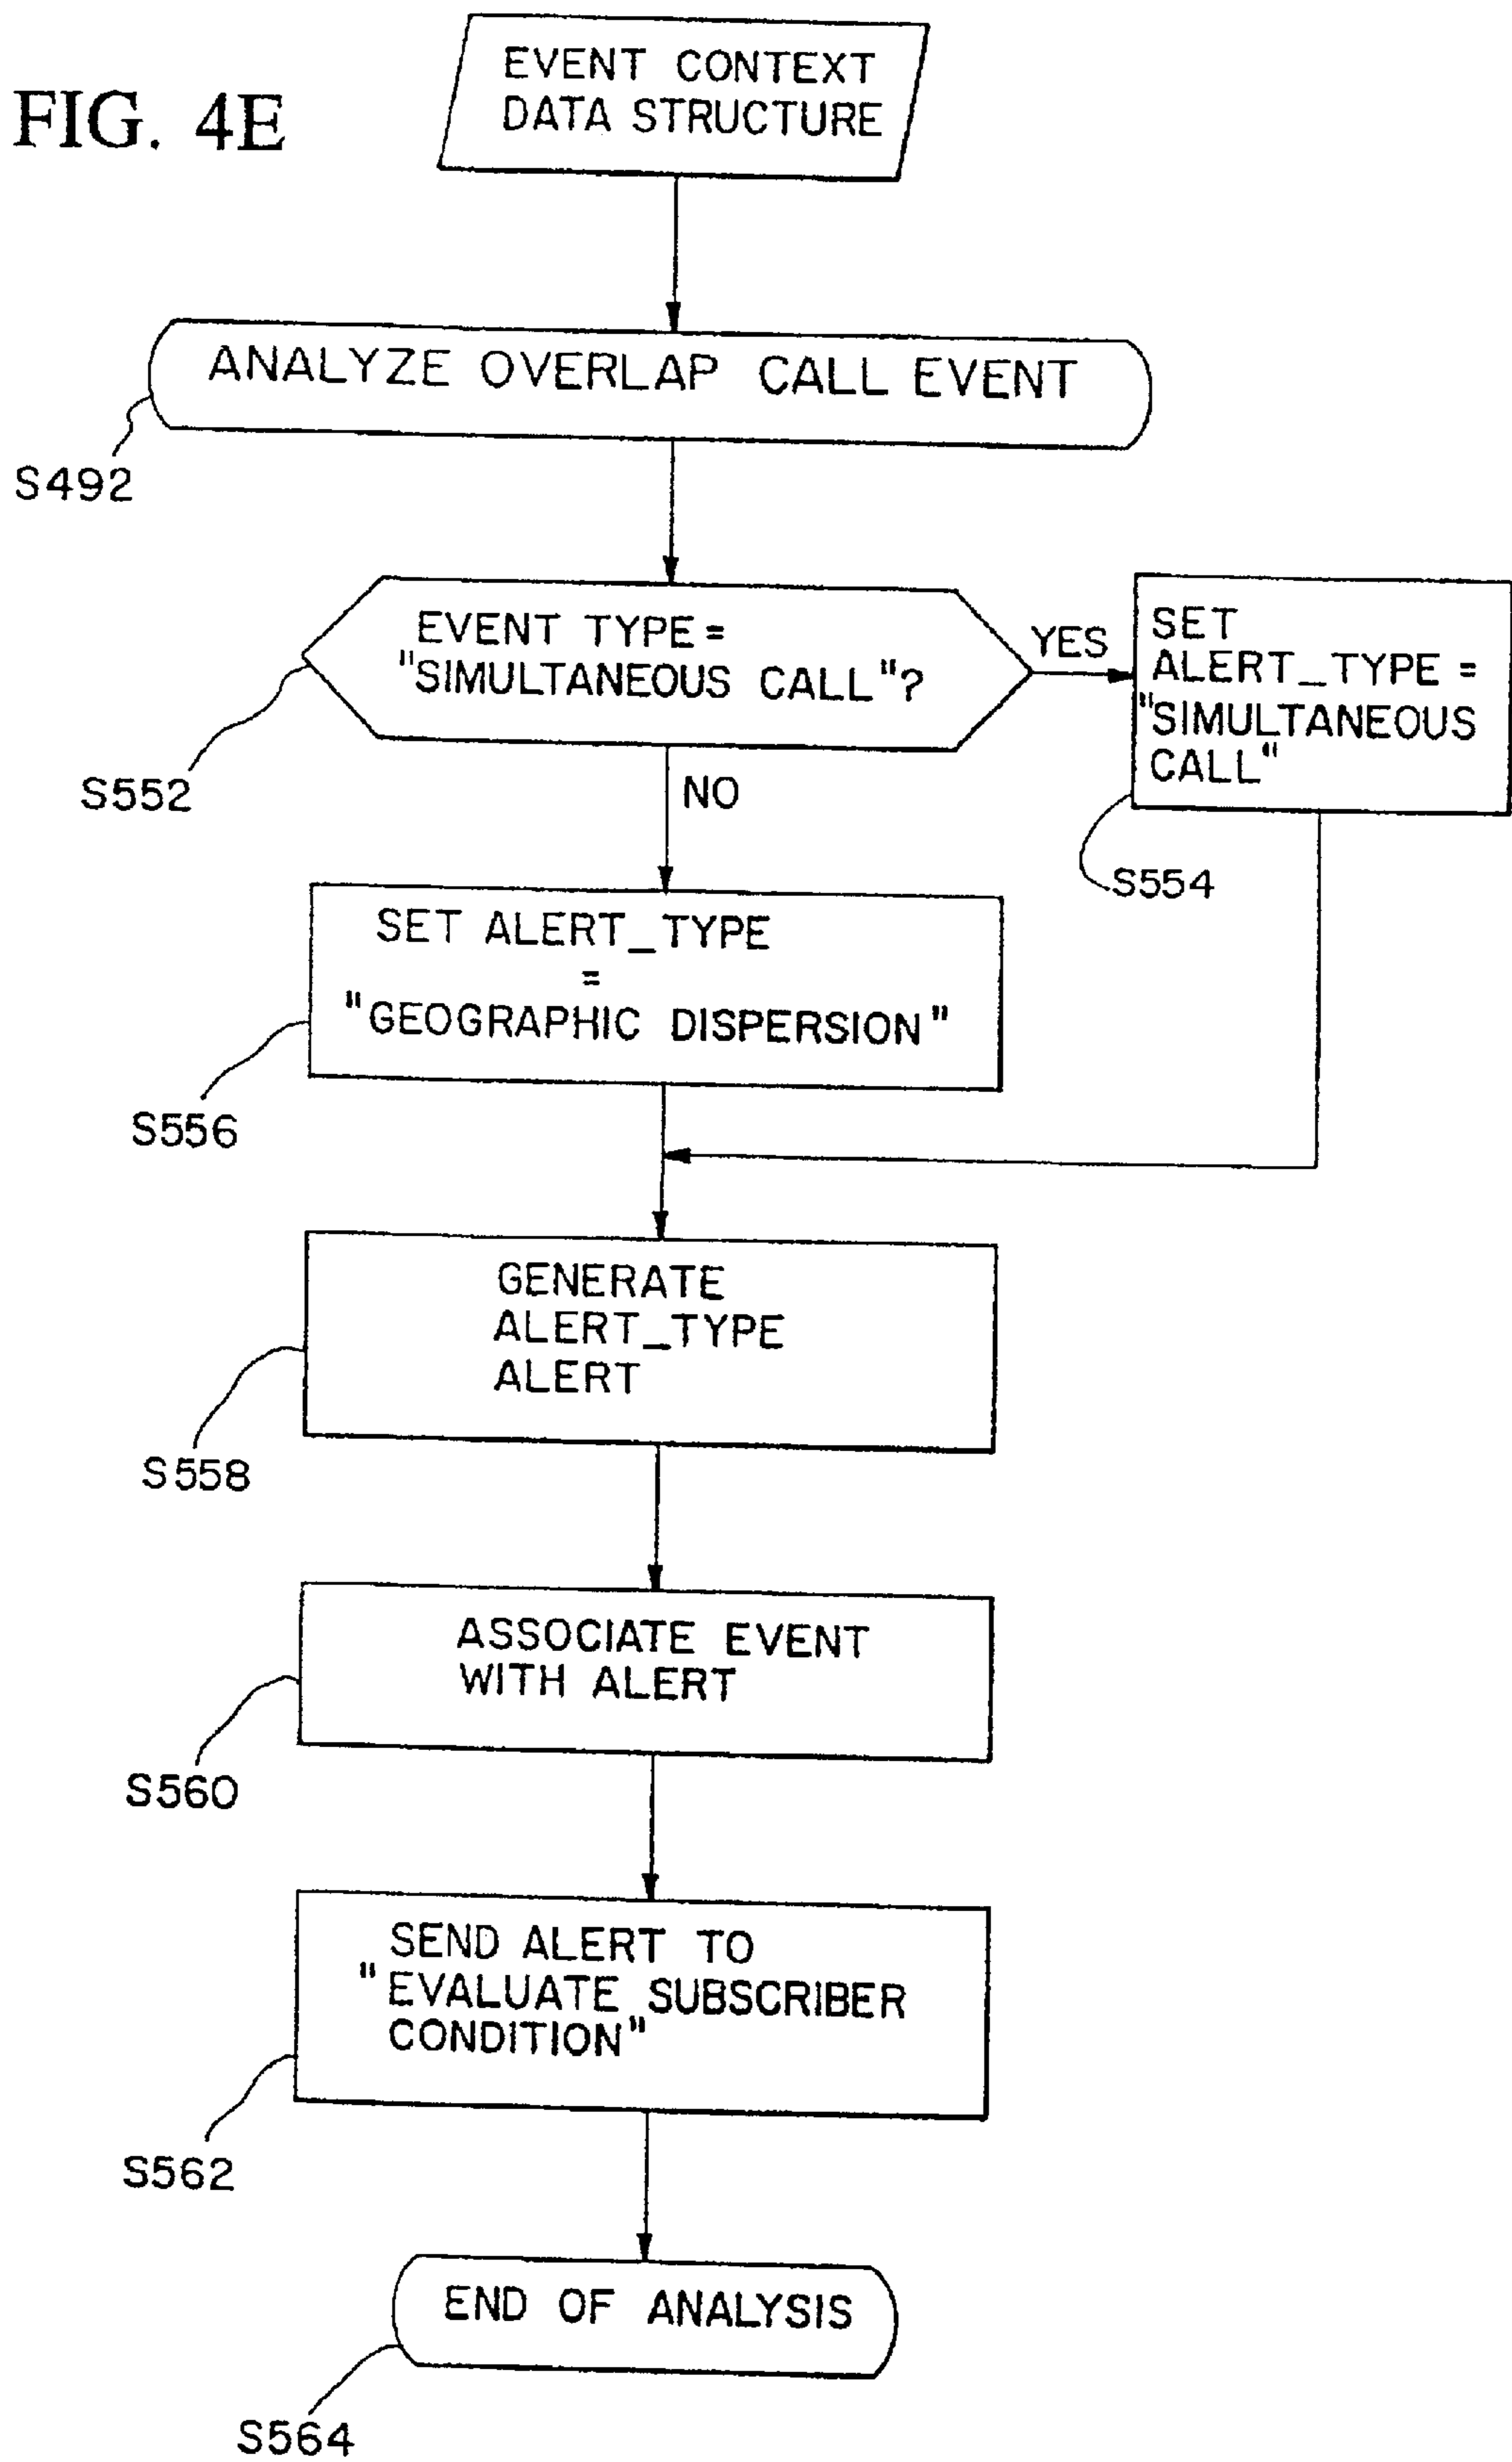 FIG. 4E
EVENT CONTEXT
DATA STRUCTURE
ANALYZE OVERLAP CALL EVENT
S492
EVENT TYPE =
"SIMULTANEOUS CALL"?
YES
SET
ALERT_TYPE =
"SIMULTANEOUS
CALL"
S552
NO
S554
SET ALERT_TYPE
=
"GEOGRAPHIC DISPERSION"
S556
GENERATE
ALERT_TYPE
ALERT
S558
ASSOCIATE EVENT
WITH ALERT
S560
SEND ALERT TO
"EVALUATE SUBSCRIBER
CONDITION"
S562
END OF ANALYSIS
S564